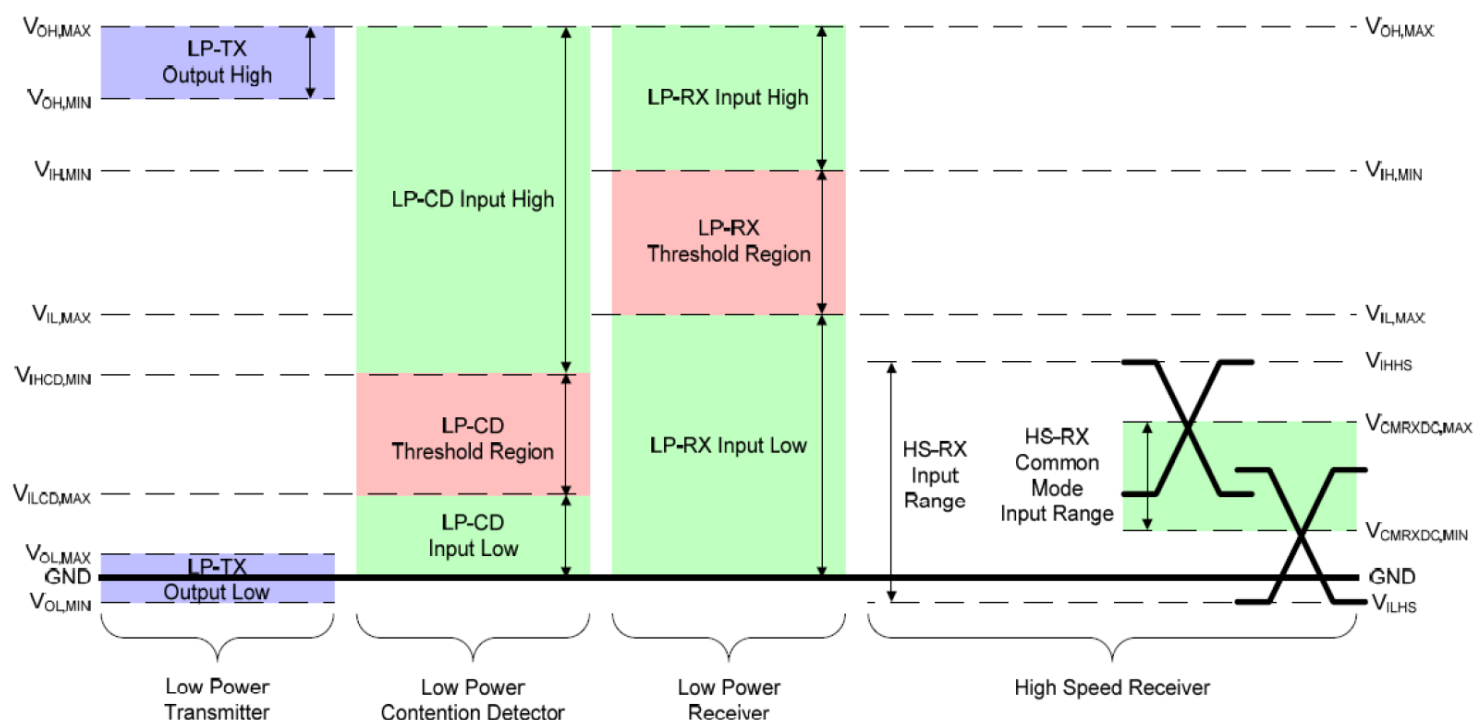 VOH,MAX
LP-TX
Output High
VOH,MIN
VIH,MIN
VIL,MAX
VIHCD,MIN
VILCD,MAX
VOL,MAX
GND
VOL,MIN
LP-TX
Output Low
LP-CD Input High
LP-CD
Threshold Region
LP-CD
Input Low
LP-RX Input High
LP-RX
Threshold Region
LP-RX Input Low
HS-RX
Input
Range
HS-RX
Common
Mode
Input Range
VOH,MAX
VIH,MIN
VIL,MAX
VIHHS
VCMRXDC,MAX
VCMRXDC,MIN
GND
VILHS
Low Power
Transmitter
Low Power
Contention Detector
Low Power
Receiver
High Speed Receiver